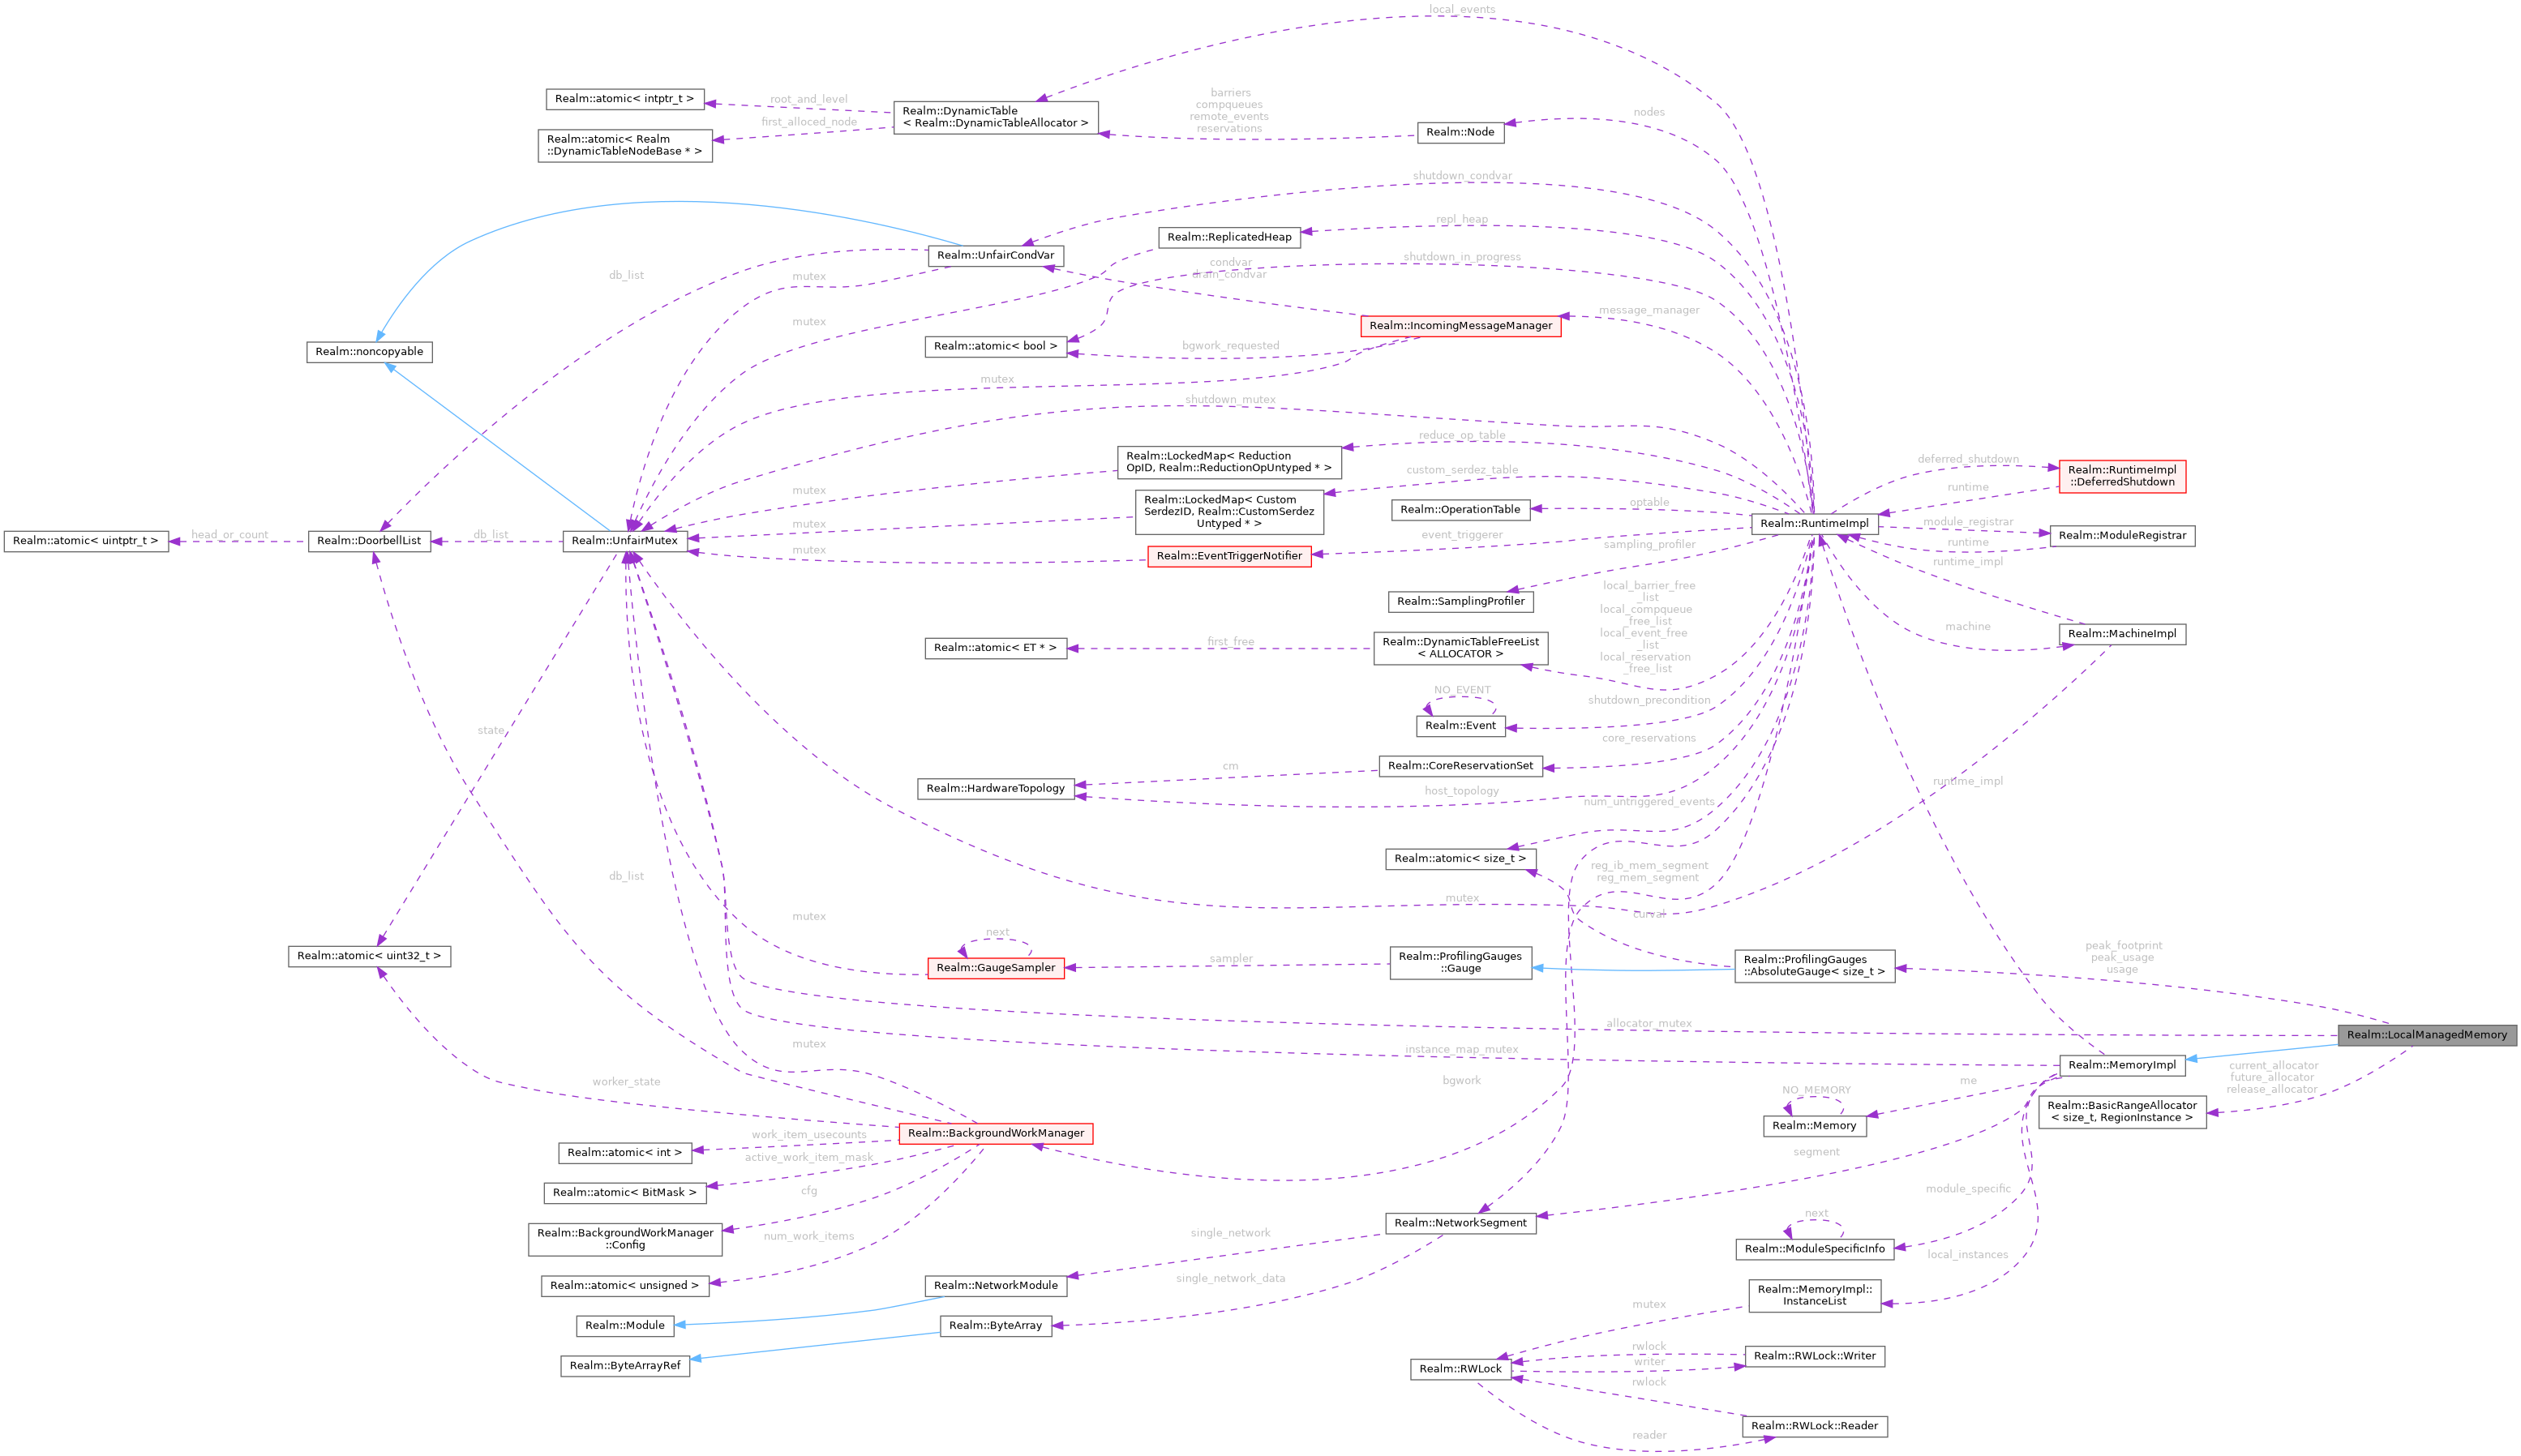 local_events
Realm::atomic< intptr_t >
root_and_level
first_alloced_node
Realm::atomic< Realm
::DynamicTableNodeBase * >
Realm::DynamicTable
< Realm::DynamicTableAllocator >
barriers
compqueues
remote_events
reservations
Realm::Node
nodes
shutdown_condvar
repl_heap
Realm::ReplicatedHeap
Realm::UnfairCondVar
shutdown_in_progress
condvar
drain_condvar
db_list
mutex
mutex
message_manager
Realm::IncomingMessageManager
Realm::atomic< bool >
bgwork_requested
Realm::noncopyable
mutex
shutdown_mutex
reduce_op_table
Realm::LockedMap< Reduction
OpID, Realm::ReductionOpUntyped * >
custom_serdez_table
Realm::LockedMap< Custom
SerdezID, Realm::CustomSerdez
Untyped * >
mutex
mutex
mutex
optable
Realm::OperationTable
event_triggerer
Realm::EventTriggerNotifier
sampling_profiler
Realm::SamplingProfiler
Realm::RuntimeImpl
deferred_shutdown
Realm::RuntimeImpl
::DeferredShutdown
runtime
module_registrar
Realm::ModuleRegistrar
runtime
runtime_impl
machine
Realm::MachineImpl
Realm::atomic< uintptr_t >
head_or_count
Realm::DoorbellList
db_list
Realm::UnfairMutex
local_barrier_free
_list
local_compqueue
_free_list
local_event_free
_list
local_reservation
_free_list
Realm::atomic< ET * >
first_free
Realm::DynamicTableFreeList
< ALLOCATOR >
NO_EVENT
Realm::Event
shutdown_precondition
state
core_reservations
Realm::CoreReservationSet
cm
Realm::HardwareTopology
host_topology
num_untriggered_events
runtime_impl
Realm::atomic< size_t >
reg_ib_mem_segment
reg_mem_segment
db_list
mutex
mutex
curval
Realm::atomic< uint32_t >
next
Realm::GaugeSampler
sampler
Realm::ProfilingGauges
::Gauge
Realm::ProfilingGauges
::AbsoluteGauge< size_t >
peak_footprint
peak_usage
usage
allocator_mutex
Realm::LocalManagedMemory
mutex
instance_map_mutex
Realm::MemoryImpl
worker_state
bgwork
me
NO_MEMORY
Realm::Memory
current_allocator
future_allocator
release_allocator
Realm::BasicRangeAllocator
< size_t, RegionInstance >
Realm::BackgroundWorkManager
work_item_usecounts
Realm::atomic< int >
active_work_item_mask
Realm::atomic< BitMask >
cfg
segment
module_specific
Realm::BackgroundWorkManager
::Config
num_work_items
Realm::NetworkSegment
single_network
next
Realm::ModuleSpecificInfo
local_instances
Realm::atomic< unsigned >
Realm::NetworkModule
single_network_data
Realm::MemoryImpl::
InstanceList
mutex
Realm::Module
Realm::ByteArray
Realm::ByteArrayRef
Realm::RWLock
rwlock
writer
Realm::RWLock::Writer
rwlock
Realm::RWLock::Reader
reader